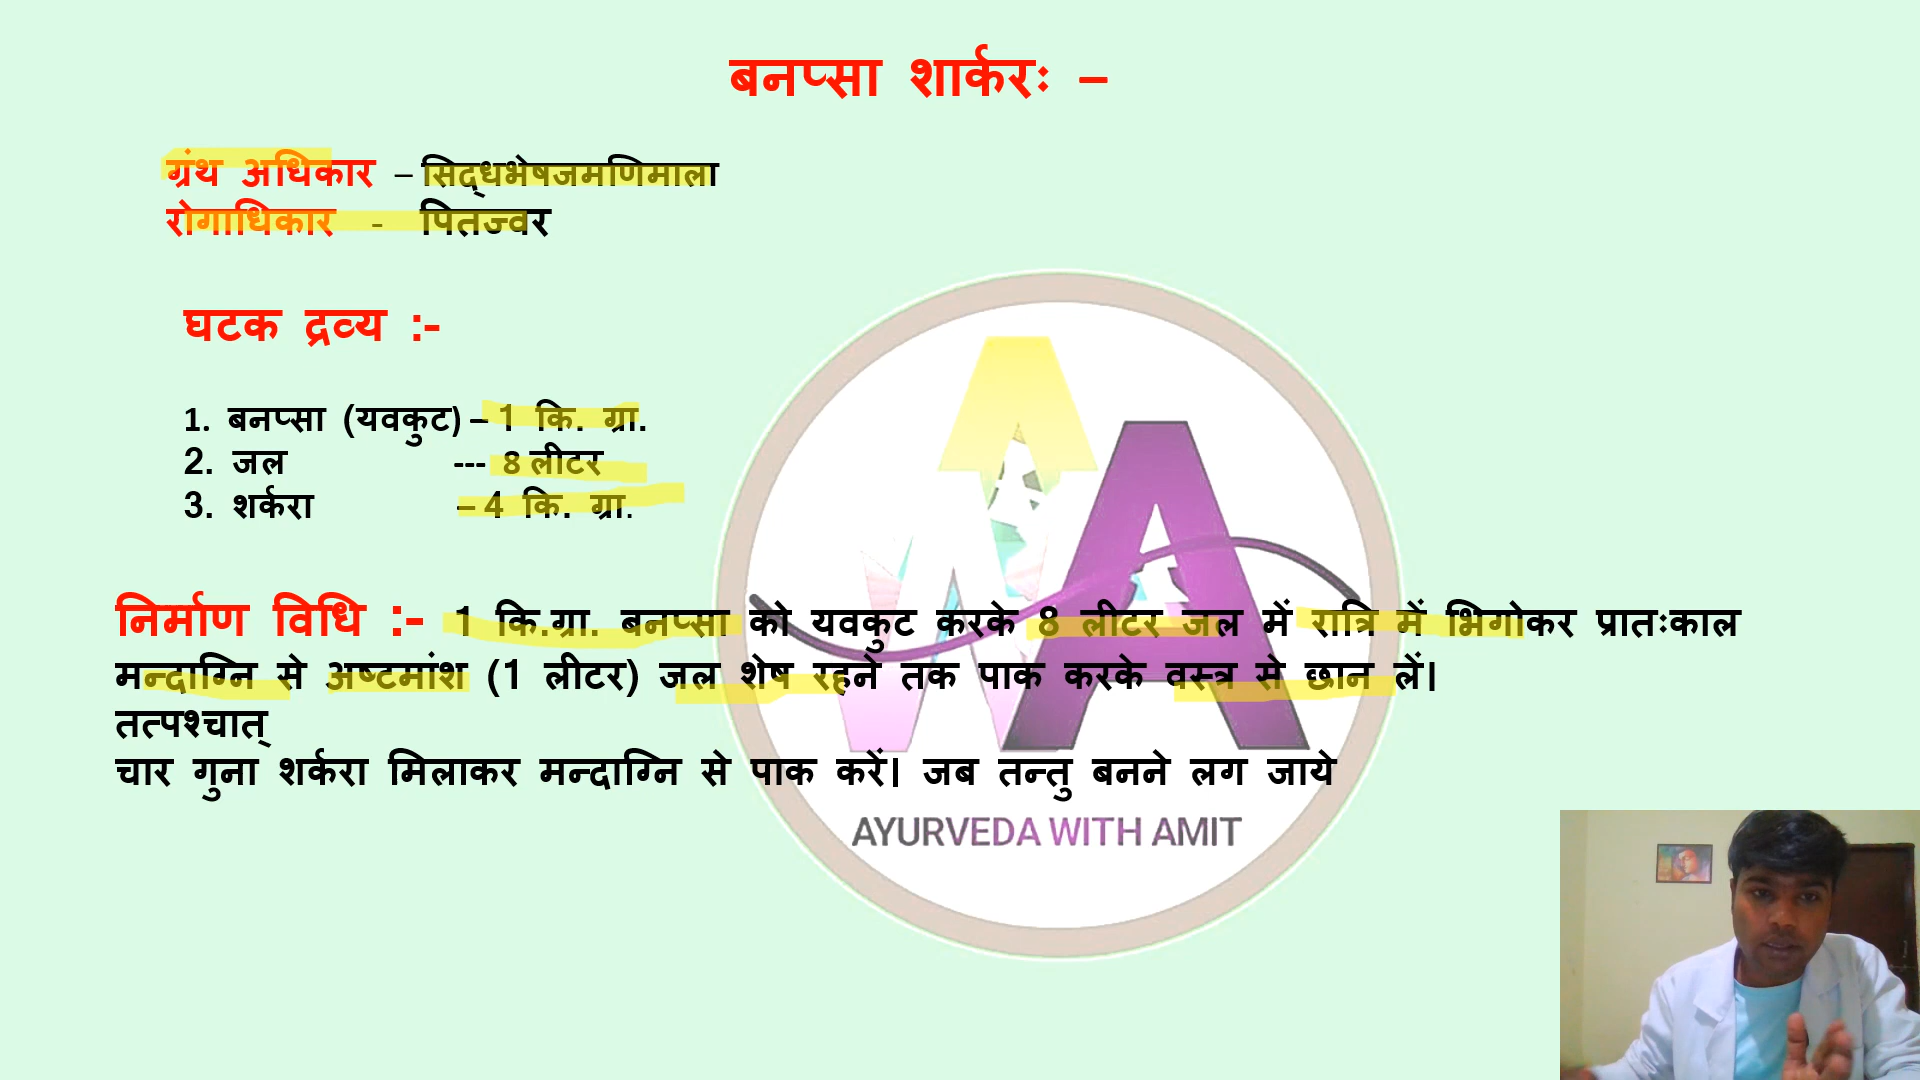 बनप्सा शार्करः –
ग्रंथ अधिकार – सिद्धभेषजमणिमाला
रोगाधिकार - पितज्वर
घटक द्रव्य :-
1. बनप्सा (यवकुट) – 1 कि. ग्रा.
2. जल --- 8 लीटर
3. शर्करा – 4 कि. ग्रा.
निर्माण विधि :- 1 कि.ग्रा. बनप्सा को यवकुट करके 8 लीटर जल में रात्रि में भिगोकर प्रातःकाल
मन्दाग्नि से अष्टमांश (1 लीटर) जल शेष रहने तक पाक करके वस्त्र से छान लें।
तत्पश्चात्
चार गुना शर्करा मिलाकर मन्दाग्नि से पाक करें। जब तन्तु बनने लग जाये
AYURVEDA WITH AMIT